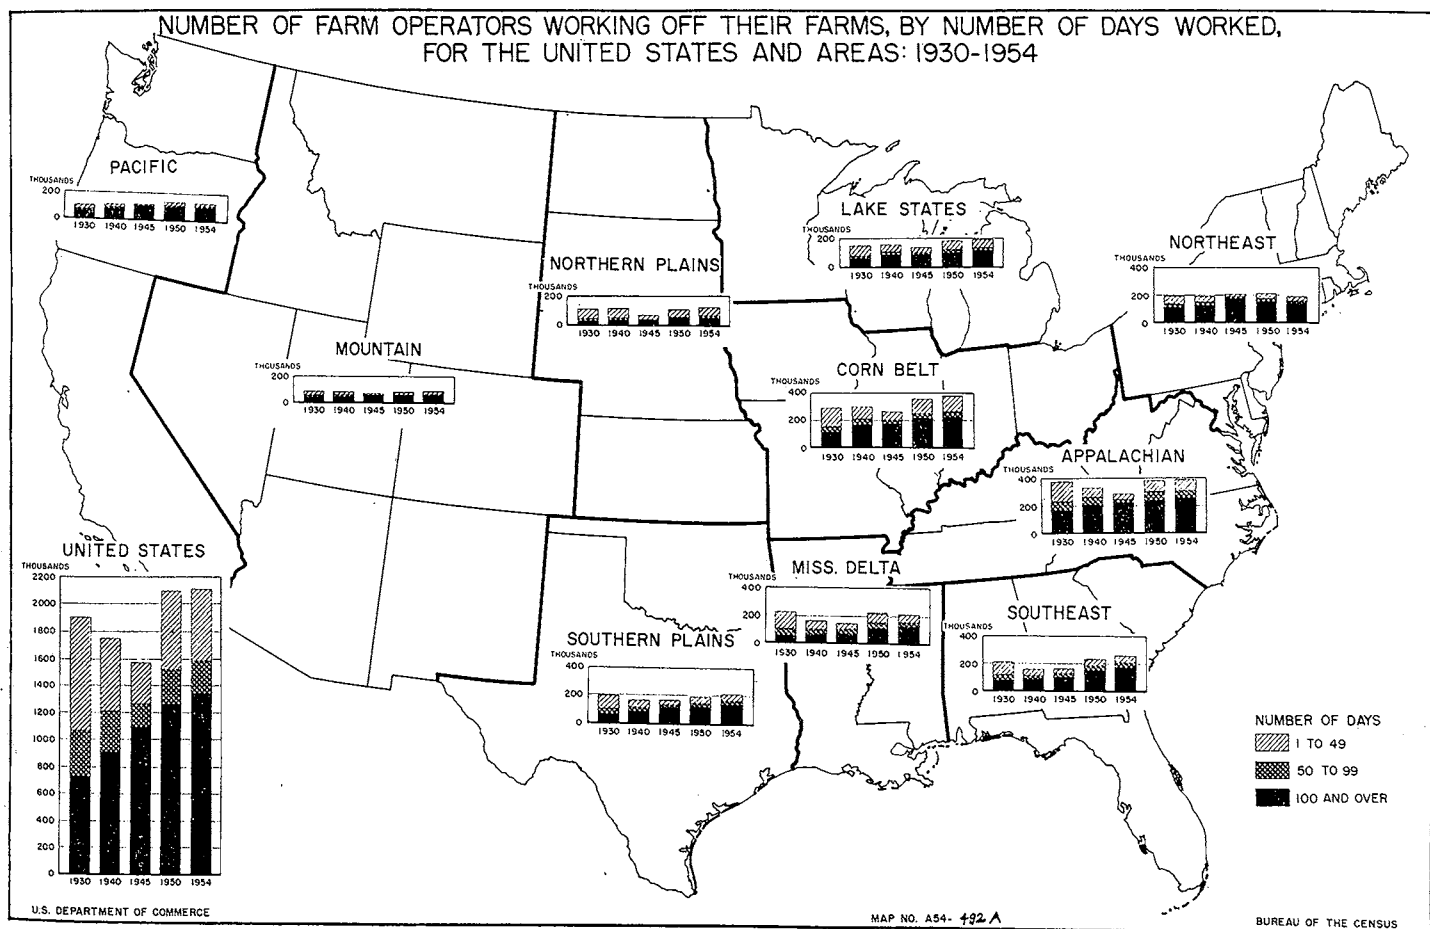 NUMBER OF FARM OPERATORS WORKING OFF THEIR FARMS, BY NUMBER OF DAYS WORKED,
FOR THE UNITED STATES AND AREAS: 1930-1954
PACIFIC
THOUSANDS
200
0
1930 1940 1945 1950 1954
LAKE STATES
THOUSANDS
200
0
1930 1940 1945 1950 1954
NORTHEAST
THOUSANDS
400
200
0
1930 1940 1945 1950 1954
NORTHERN PLAINS
THOUSANDS
200
0
1930 1940 1945 1950 1954
MOUNTAIN
THOUSANDS
200
0
1930 1940 1945 1950 1954
CORN BELT
THOUSANDS
400
200
0
1930 1940 1945 1950 1954
APPALACHIAN
THOUSANDS
400
200
0
1930 1940 1945 1950 1954
UNITED STATES
THOUSANDS
2200
2000
1800
1600
1400
1200
1000
800
600
400
200
0
1930 1940 1945 1950 1954
MISS. DELTA
THOUSANDS
400
200
0
1930 1940 1945 1950 1954
SOUTHEAST
THOUSANDS
400
200
0
1930 1940 1945 1950 1954
SOUTHERN PLAINS
THOUSANDS
400
200
0
1930 1940 1945 1950 1954
NUMBER OF DAYS
1 TO 49
50 TO 99
100 AND OVER
U.S. DEPARTMENT OF COMMERCE
MAP NO. A54-492A
BUREAU OF THE CENSUS